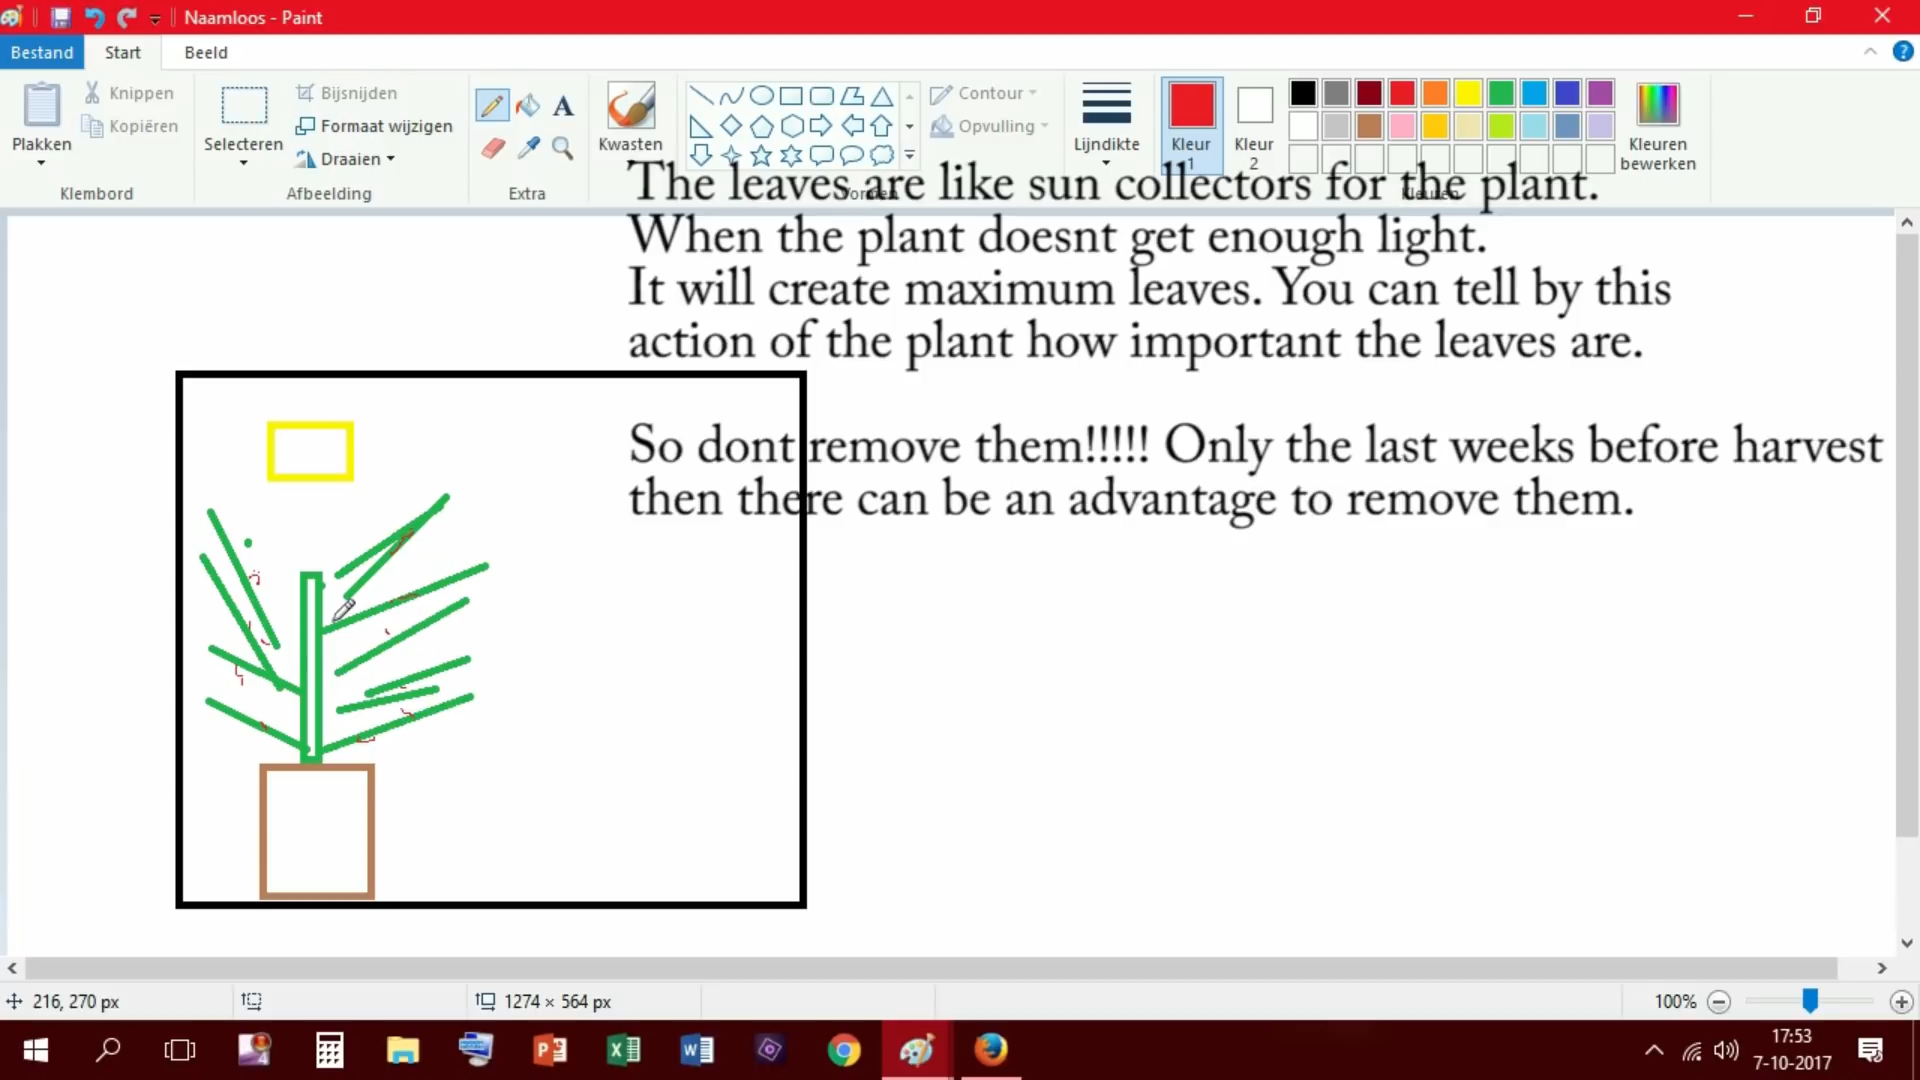 Naamloos - Paint
Bestand
Start
Beeld
Plakken
Knippen
Kopiëren
Klembord
Selecteren
Bijsnijden
Formaat wijzigen
Draaien
Afbeelding
A
Extra
Kwasten
Vormen
Contour
Opvulling
Lijndikte
Kleur
1
Kleur
2
Kleuren
Kleuren
bewerken
The leaves are like sun collectors for the plant.
When the plant doesnt get enough light.
It will create maximum leaves. You can tell by this
action of the plant how important the leaves are.
So dont remove them!!!!! Only the last weeks before harvest
then there can be an advantage to remove them.
216, 270 px
1274 × 564 px
100%
17:53
7-10-2017